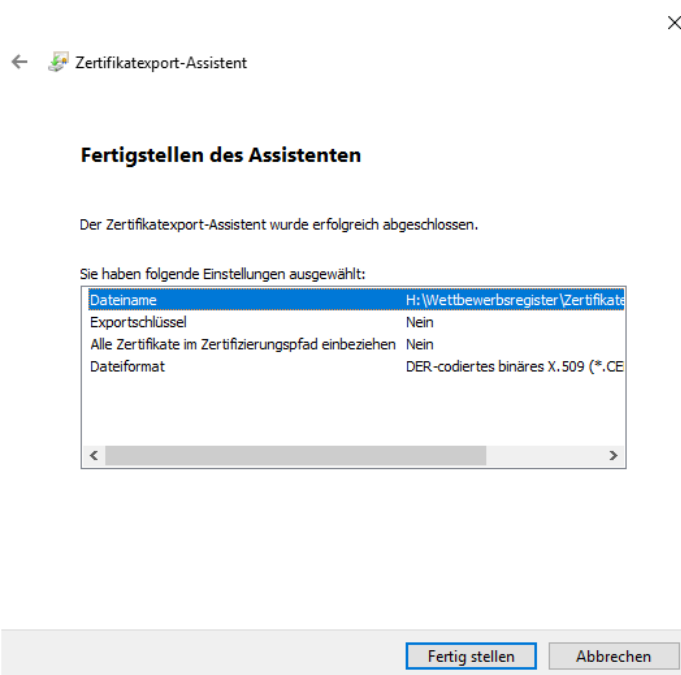 Zertifikatexport-Assistent
Fertigstellen des Assistenten
Der Zertifikatexport-Assistent wurde erfolgreich abgeschlossen.
Sie haben folgende Einstellungen ausgewählt:
Dateiname H:\Wettbewerbsregister\Zertifikate
Exportschlüssel Nein
Alle Zertifikate im Zertifizierungspfad einbeziehen Nein
Dateiformat DER-codiertes binäres X.509 (*.CE
Fertig stellen Abbrechen